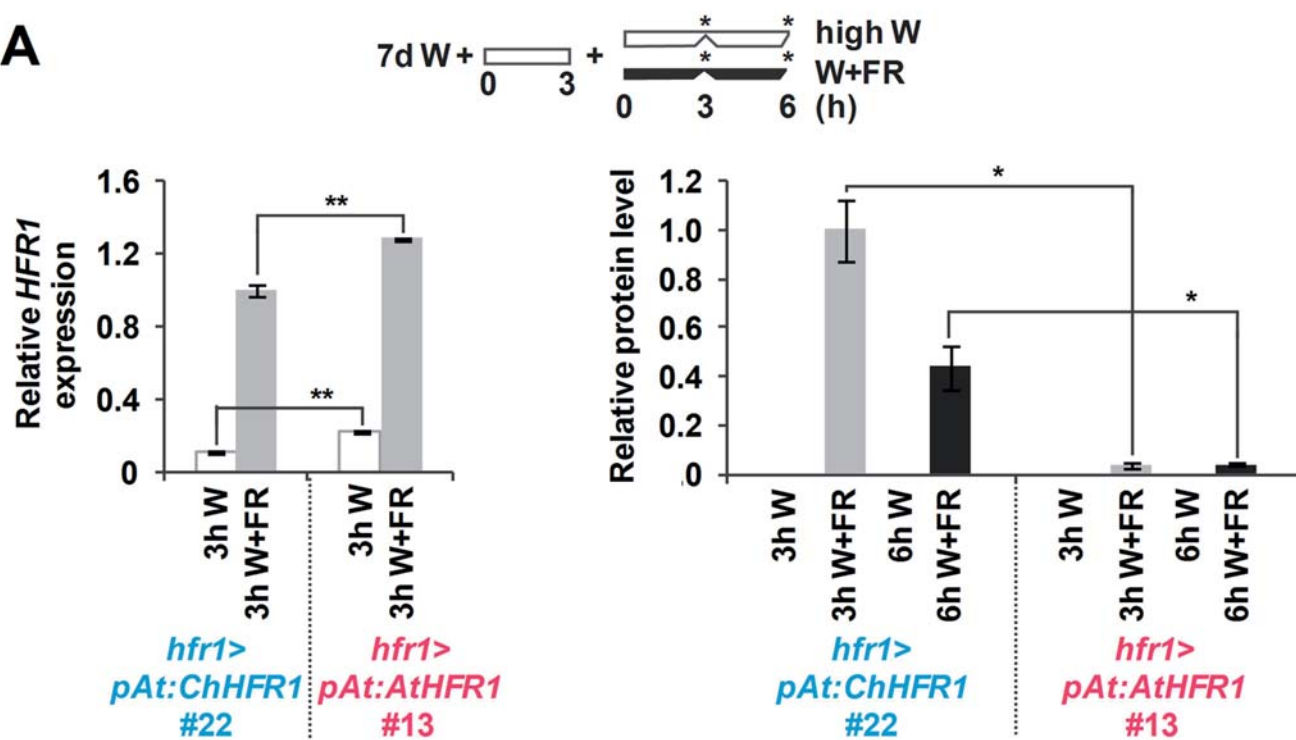 A
7d W +
0 3
+
* *
high W
* *
W+FR
0 3 6 (h)
Relative HFR1
expression
1.6
1.2
0.8
0.4
0
**
**
3h W
3h W+FR
3h W
3h W+FR
hfr1>
pAt:ChHFR1
#22
hfr1>
pAt:AtHFR1
#13
Relative protein level
1.2
1.0
0.8
0.6
0.4
0.2
.0
*
*
3h W
3h W+FR
6h W
6h W+FR
3h W
3h W+FR
6h W
6h W+FR
hfr1>
pAt:ChHFR1
#22
hfr1>
pAt:AtHFR1
#13